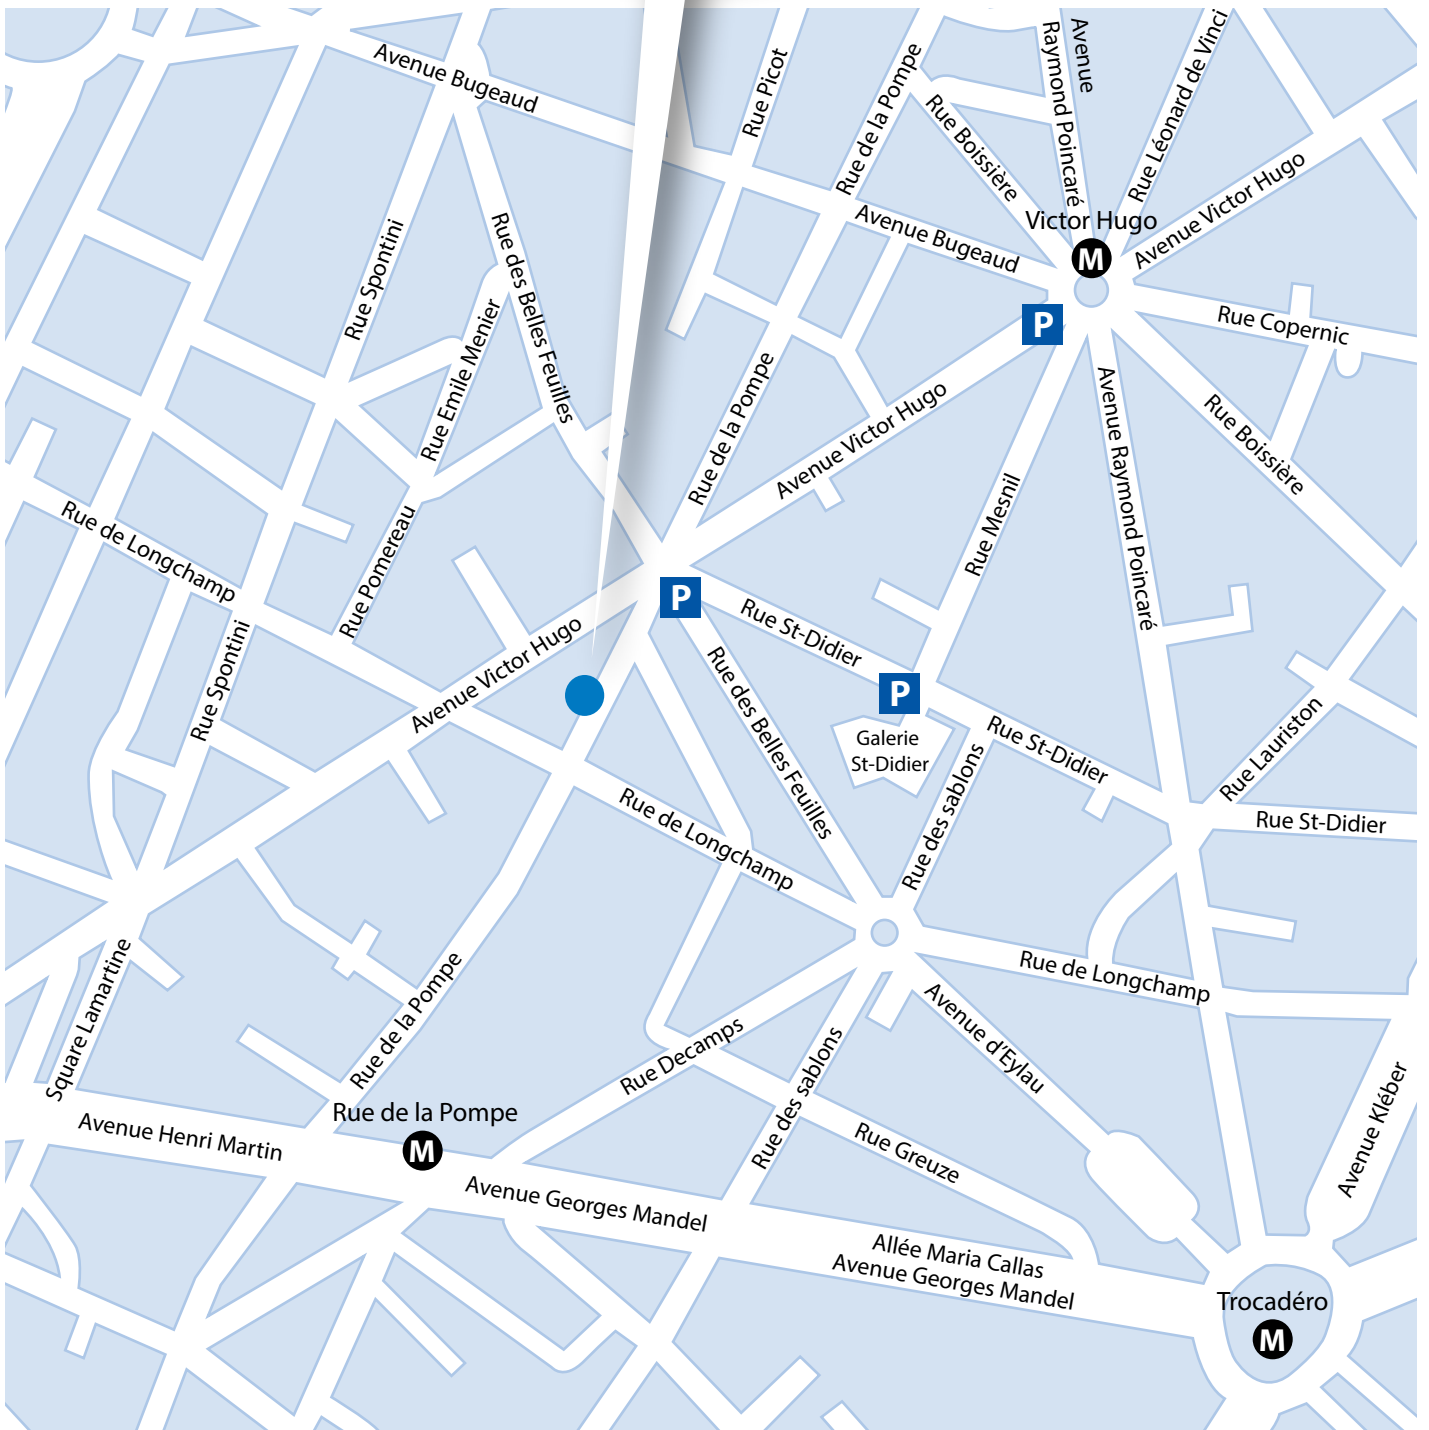 Avenue Bugeaud
Rue Picot
Rue de la Pompe
Rue Boissière
Avenue
Raymond Poincaré
Rue Léonard de Vinci
Avenue Victor Hugo
Victor Hugo
M
Avenue Bugeaud
P
Rue Copernic
Rue Spontini
Rue des Belles Feuilles
Rue Emile Menier
Rue de la Pompe
Avenue Victor Hugo
Avenue Raymond Poincaré
Rue Boissière
Rue Mesnil
Rue de Longchamp
Rue Pomereau
P
Rue St-Didier
Rue Spontini
Avenue Victor Hugo
Rue des Belles Feuilles
P
Galerie
St-Didier
Rue St-Didier
Rue Lauriston
Rue St-Didier
Rue des sablons
Rue de Longchamp
Square Lamartine
Rue de la Pompe
Rue de Longchamp
Avenue d'Eylau
Rue Decamps
Rue des sablons
Avenue Kléber
Rue de la Pompe
M
Avenue Henri Martin
Rue Greuze
Avenue Georges Mandel
Allée Maria Callas
Avenue Georges Mandel
Trocadéro
M